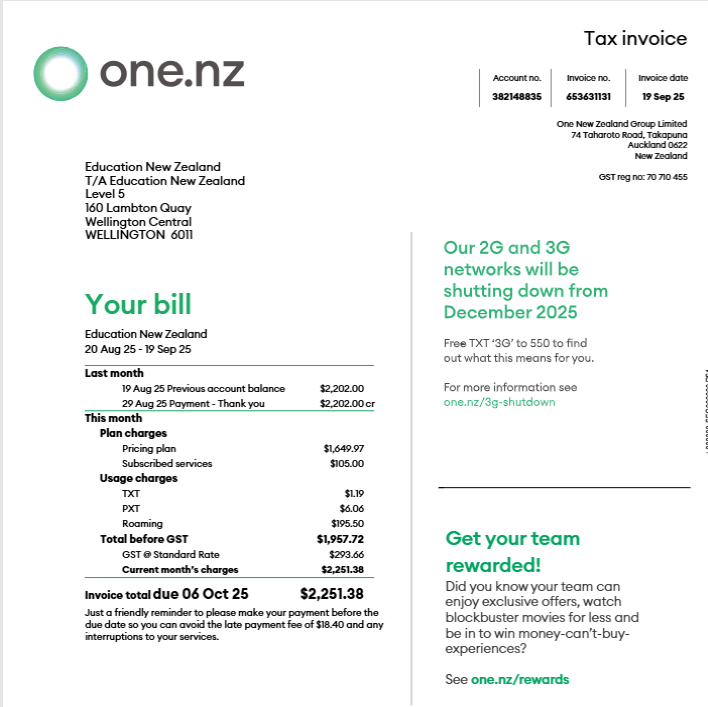 one.nz
Tax invoice
Account no. Invoice no. Invoice date
382148835 653631131 19 Sep 25
One New Zealand Group Limited
74 Taharoto Road, Takapuna
Auckland 0622
New Zealand
GST reg no: 70 710 455
Education New Zealand
T/A Education New Zealand
Level 5
160 Lambton Quay
Wellington Central
WELLINGTON 6011
Your bill
Education New Zealand
20 Aug 25 - 19 Sep 25
Last month
19 Aug 25 Previous account balance $2,202.00
29 Aug 25 Payment - Thank you $2,202.00 cr
This month
Plan charges
Pricing plan $1,649.97
Subscribed services $105.00
Usage charges
TXT $1.19
PXT $6.06
Roaming $195.50
Total before GST $1,957.72
GST @ Standard Rate $293.66
Current month's charges $2,251.38
Invoice total due 06 Oct 25 $2,251.38
Just a friendly reminder to please make your payment before the
due date so you can avoid the late payment fee of $18.40 and any
interruptions to your services.
Our 2G and 3G
networks will be
shutting down from
December 2025
Free TXT '3G' to 550 to find
out what this means for you.
For more information see
one.nz/3g-shutdown
Get your team
rewarded!
Did you know your team can
enjoy exclusive offers, watch
blockbuster movies for less and
be in to win money-can't-buy-
experiences?
See one.nz/rewards